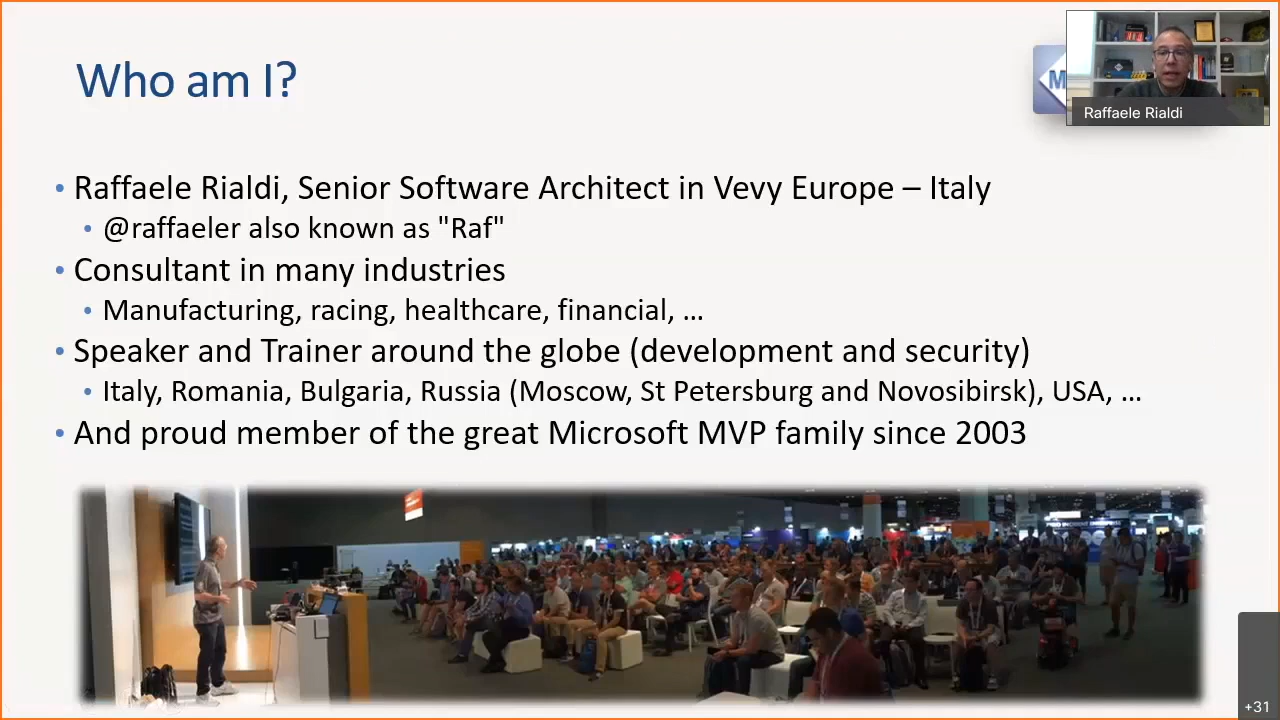 Who am I?
M
Raffaele Rialdi
• Raffaele Rialdi, Senior Software Architect in Vevy Europe – Italy
• @raffaeler also known as "Raf"
• Consultant in many industries
• Manufacturing, racing, healthcare, financial, …
• Speaker and Trainer around the globe (development and security)
• Italy, Romania, Bulgaria, Russia (Moscow, St Petersburg and Novosibirsk), USA, …
• And proud member of the great Microsoft MVP family since 2003
+31